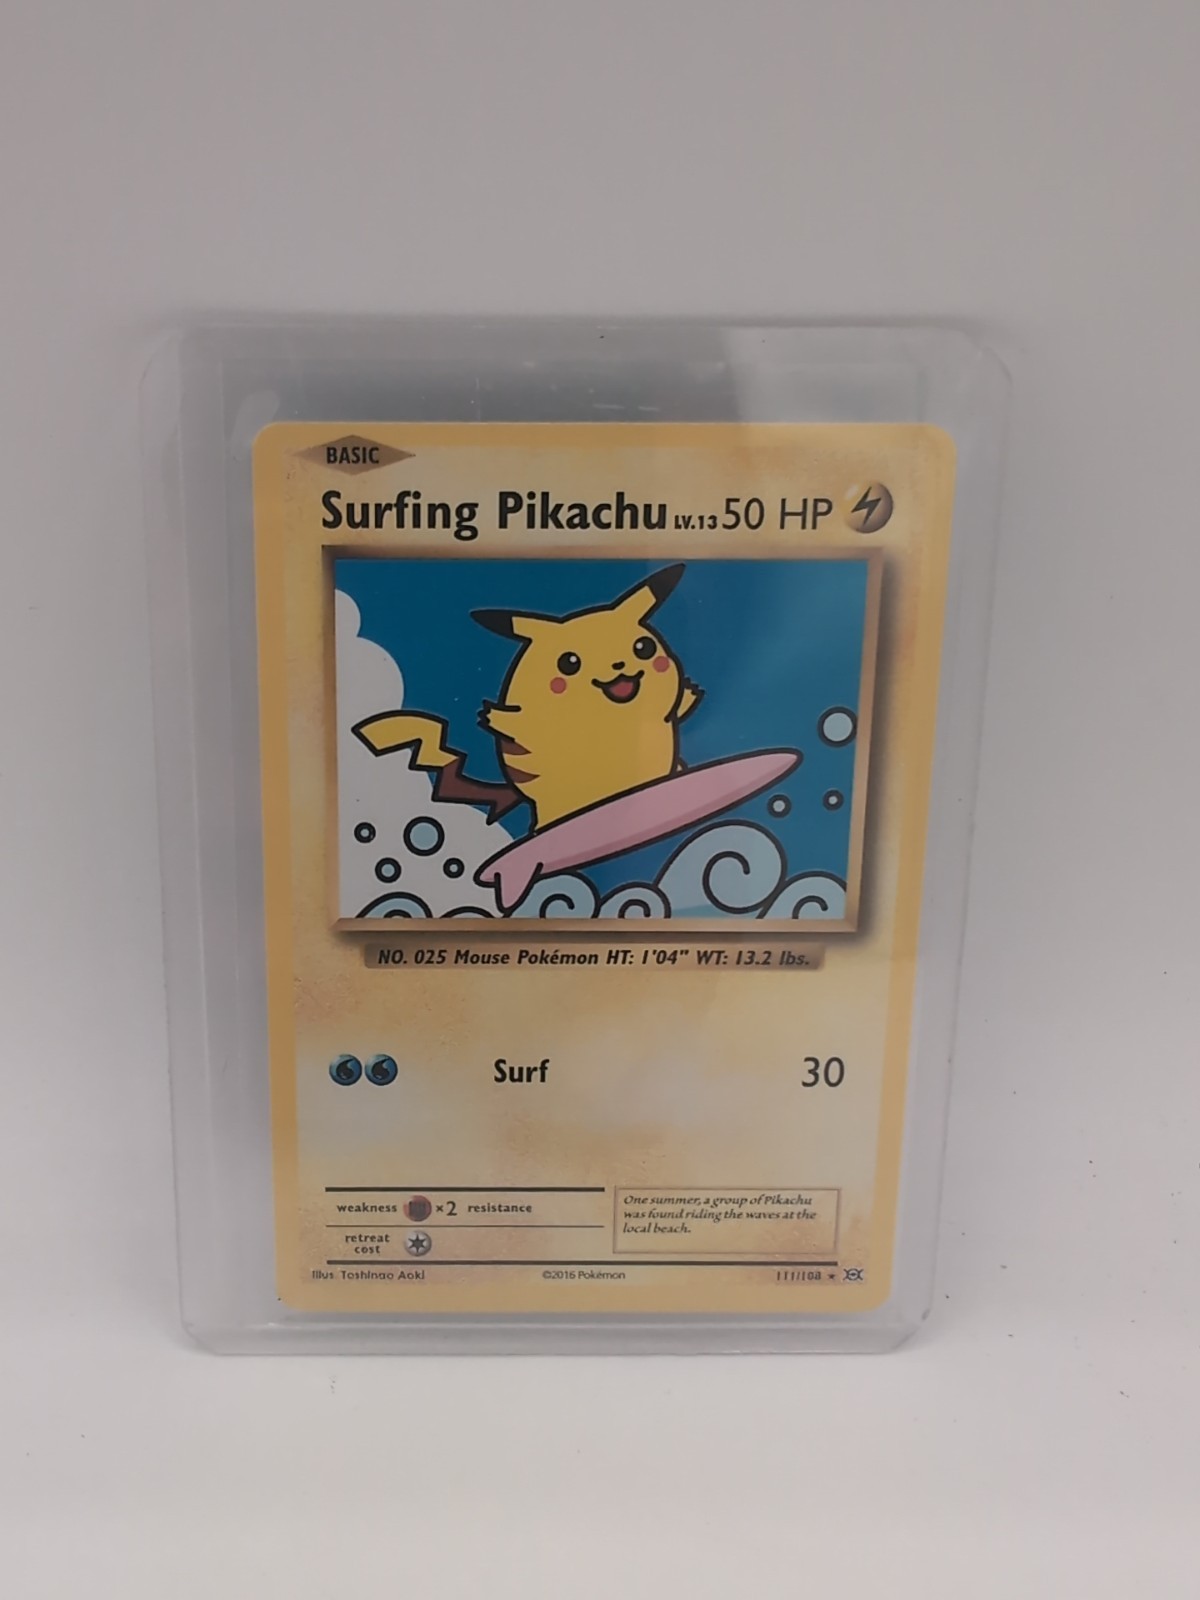 BASIC
Surfing Pikachu LV.13 50 HP
NO. 025 Mouse Pokémon HT: 1'04" WT: 13.2 lbs.
Surf 30
weakness ×2 resistance
retreat
cost
One summer, a group of Pikachu
was found riding the waves at the
local beach.
Illus. Toshinao Aoki ©2016 Pokémon 111/108